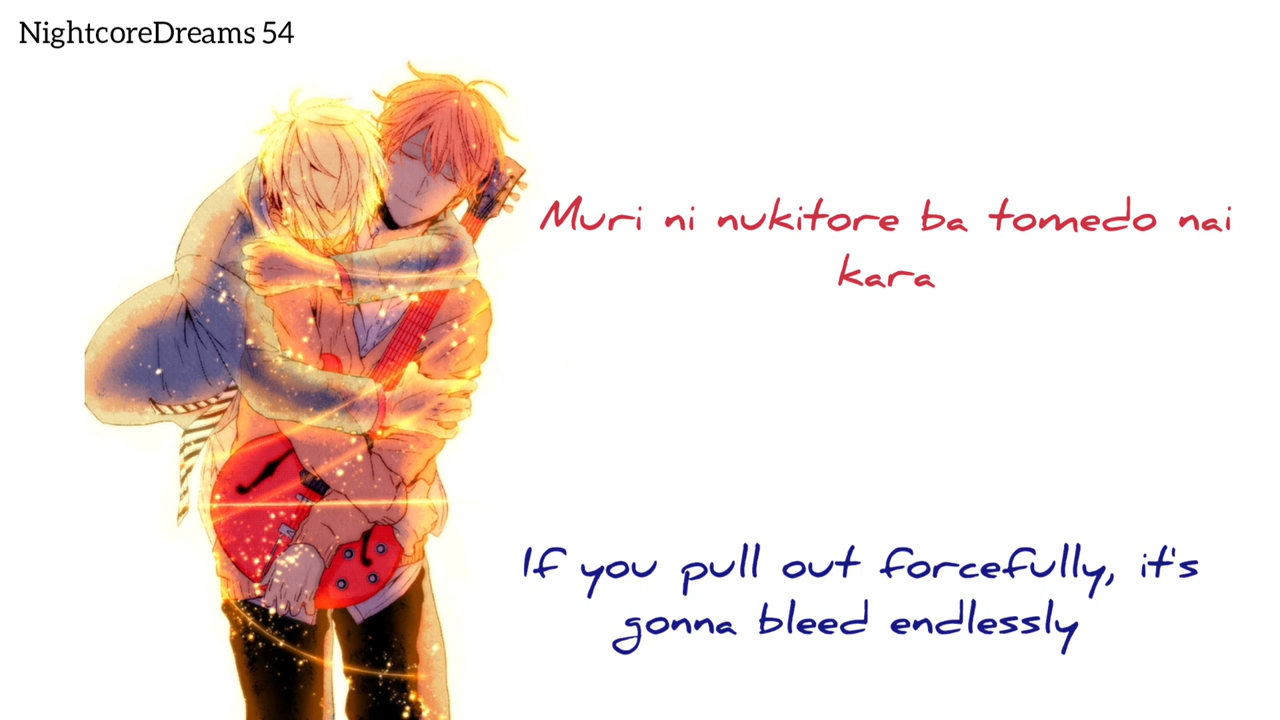 NightcoreDreams 54
Muri ni nukitore ba tomedo nai
kara
If you pull out forcefully, it's
gonna bleed endlessly